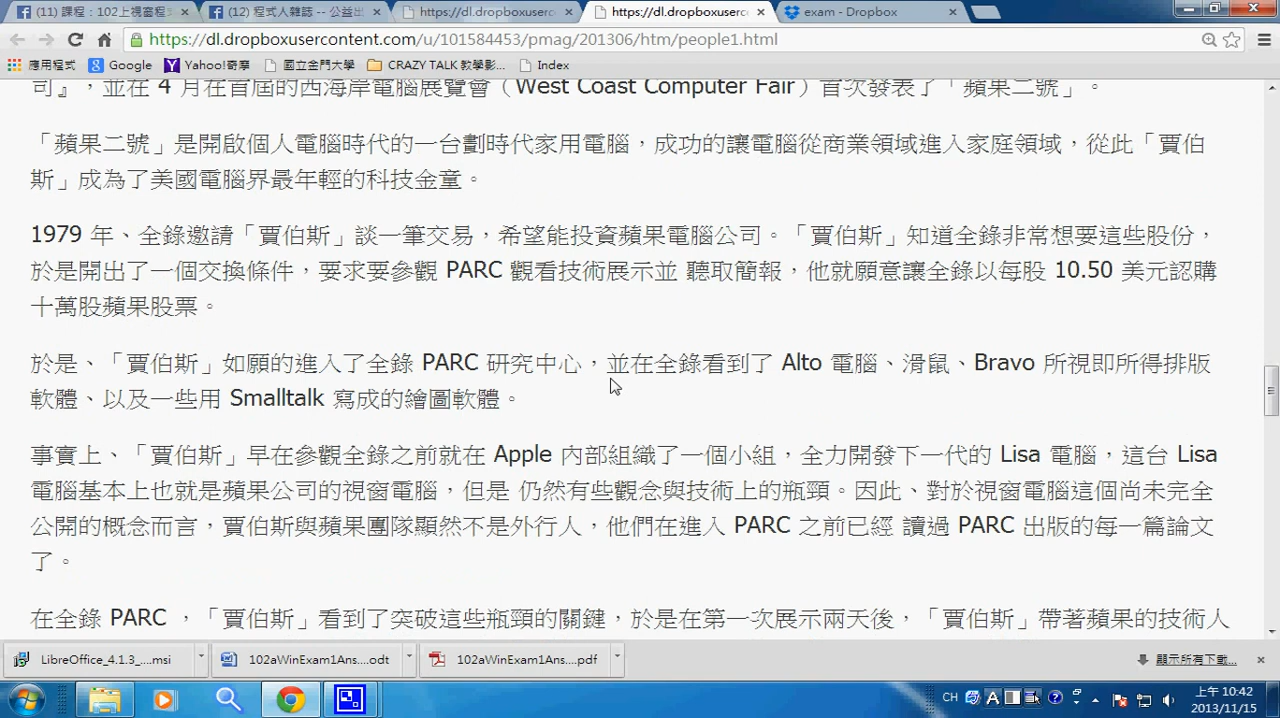 (11) 課程：102上視窗程
(12) 程式人雜誌 -- 公益出
https://dl.dropboxuserco
https://dl.dropboxuserco
exam - Dropbox
https://dl.dropboxusercontent.com/u/101584453/pmag/201306/htm/people1.html
應用程式
Google
Yahoo!奇摩
國立金門大學
CRAZY TALK 教學影...
Index
司』，並在 4 月在首屆的西海岸電腦展覽會（West Coast Computer Fair）首次發表了「蘋果二號」。
「蘋果二號」是開啟個人電腦時代的一台劃時代家用電腦，成功的讓電腦從商業領域進入家庭領域，從此「賈伯
斯」成為了美國電腦界最年輕的科技金童。
1979 年、全錄邀請「賈伯斯」談一筆交易，希望能投資蘋果電腦公司。「賈伯斯」知道全錄非常想要這些股份，
於是開出了一個交換條件，要求要參觀 PARC 觀看技術展示並 聽取簡報，他就願意讓全錄以每股 10.50 美元認購
十萬股蘋果股票。
於是、「賈伯斯」如願的進入了全錄 PARC 研究中心，並在全錄看到了 Alto 電腦、滑鼠、Bravo 所視即所得排版
軟體、以及一些用 Smalltalk 寫成的繪圖軟體。
事實上、「賈伯斯」早在參觀全錄之前就在 Apple 內部組織了一個小組，全力開發下一代的 Lisa 電腦，這台 Lisa
電腦基本上也就是蘋果公司的視窗電腦，但是 仍然有些觀念與技術上的瓶頸。因此、對於視窗電腦這個尚未完全
公開的概念而言，賈伯斯與蘋果團隊顯然不是外行人，他們在進入 PARC 之前已經 讀過 PARC 出版的每一篇論文
了。
在全錄 PARC ，「賈伯斯」看到了突破這些瓶頸的關鍵，於是在第一次展示兩天後，「賈伯斯」帶著蘋果的技術人
LibreOffice_4.1.3_....msi
102aWinExam1Ans....odt
102aWinExam1Ans....pdf
顯示所有下載...
CH
A
上午 10:42
2013/11/15